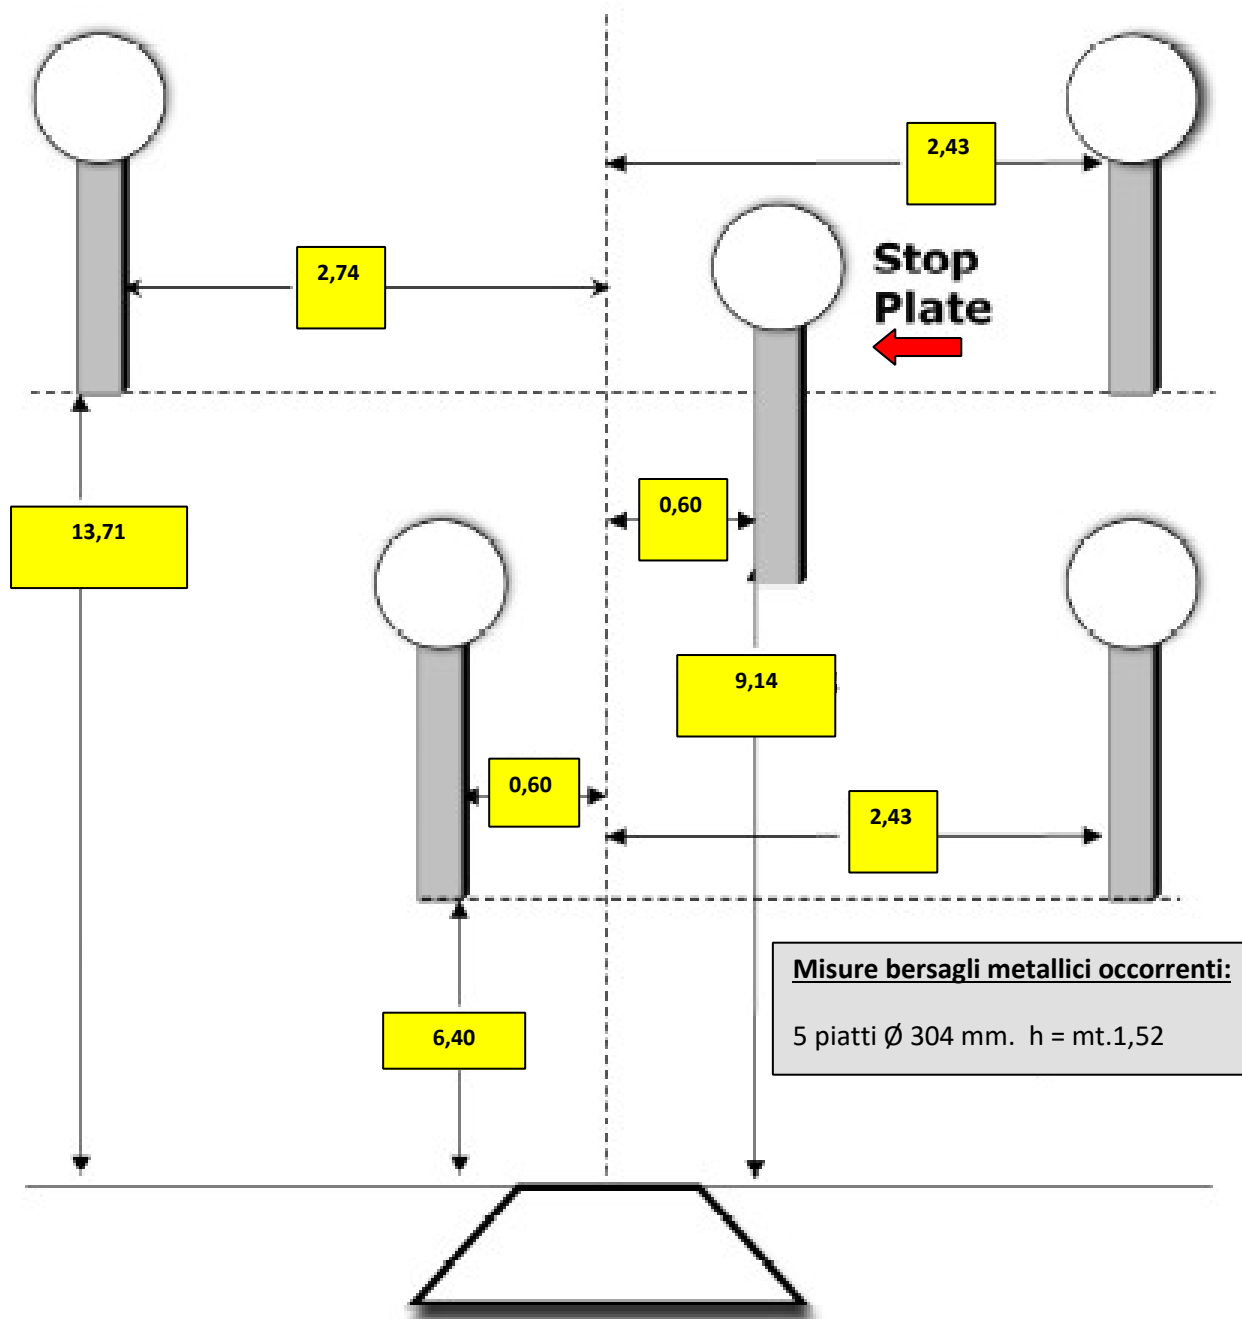 2,43
Stop
Plate
2,74
0,60
13,71
9,14
0,60
2,43
Misure bersagli metallici occorrenti:
5 piatti Ø 304 mm.  h = mt.1,52
6,40